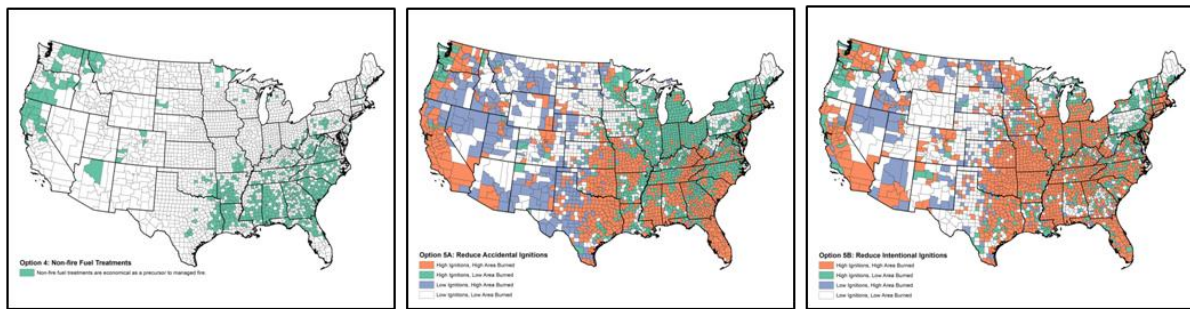 Option 4: Non-fire Fuel Treatments
Non-fire fuel treatments are economical as a precursor to managed fire.
Option 5A: Reduce Accidental Ignitions
High Ignitions, High Area Burned
High Ignitions, Low Area Burned
Low Ignitions, High Area Burned
Low Ignitions, Low Area Burned
Option 5B: Reduce Intentional Ignitions
High Ignitions, High Area Burned
High Ignitions, Low Area Burned
Low Ignitions, High Area Burned
Low Ignitions, Low Area Burned